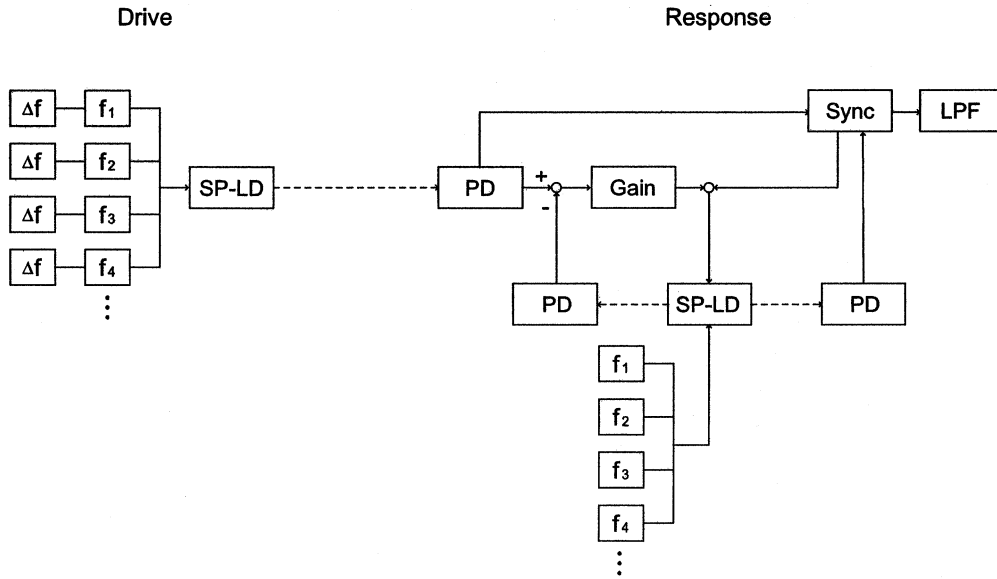 Drive
Response
Δf f₁
Δf f₂
Δf f₃
Δf f₄
SP-LD
PD
+
-
Gain
Sync
LPF
PD
SP-LD
PD
f₁
f₂
f₃
f₄